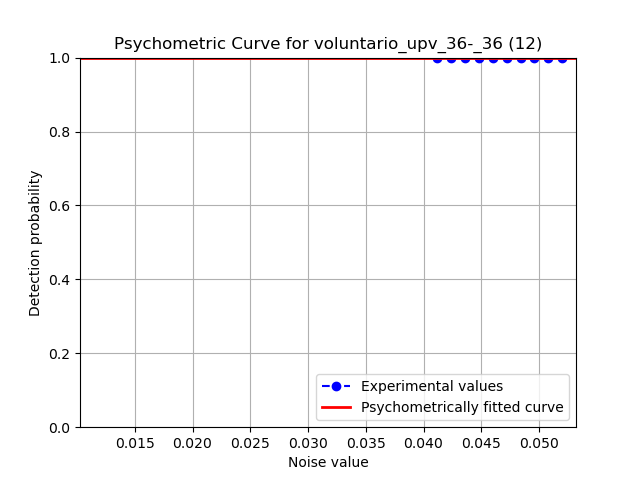 Psychometric Curve for voluntario_upv_36-_36 (12)
1.0
0.8
0.6
0.4
0.2
0.0
Detection probability
0.015 0.020 0.025 0.030 0.035 0.040 0.045 0.050
Noise value
Experimental values
Psychometrically fitted curve